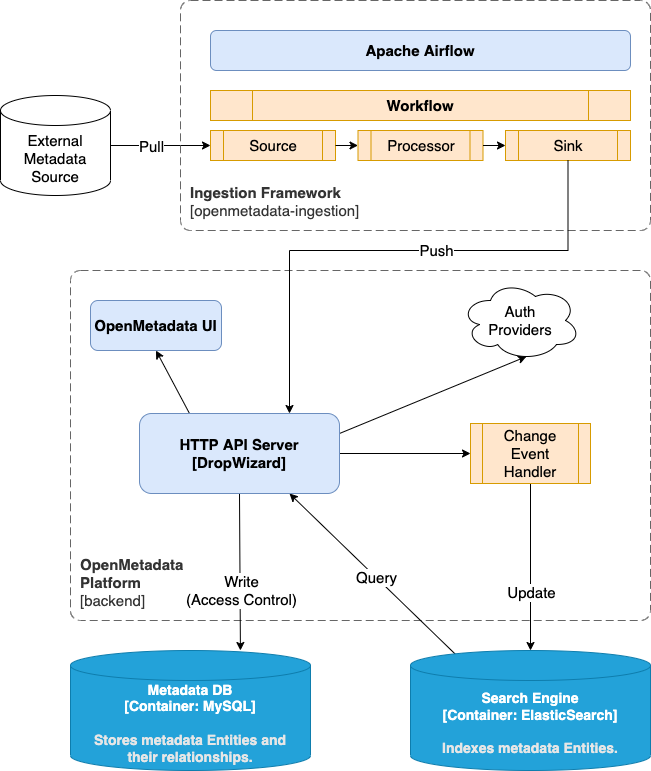 Apache Airflow
Workflow
External
Metadata
Source
Pull
Source
Processor
Sink
Ingestion Framework
[openmetadata-ingestion]
Push
OpenMetadata UI
Auth
Providers
HTTP API Server
[DropWizard]
Change
Event
Handler
OpenMetadata
Platform
[backend]
Write
(Access Control)
Query
Update
Metadata DB
[Container: MySQL]
Stores metadata Entities and
their relationships.
Search Engine
[Container: ElasticSearch]
Indexes metadata Entities.